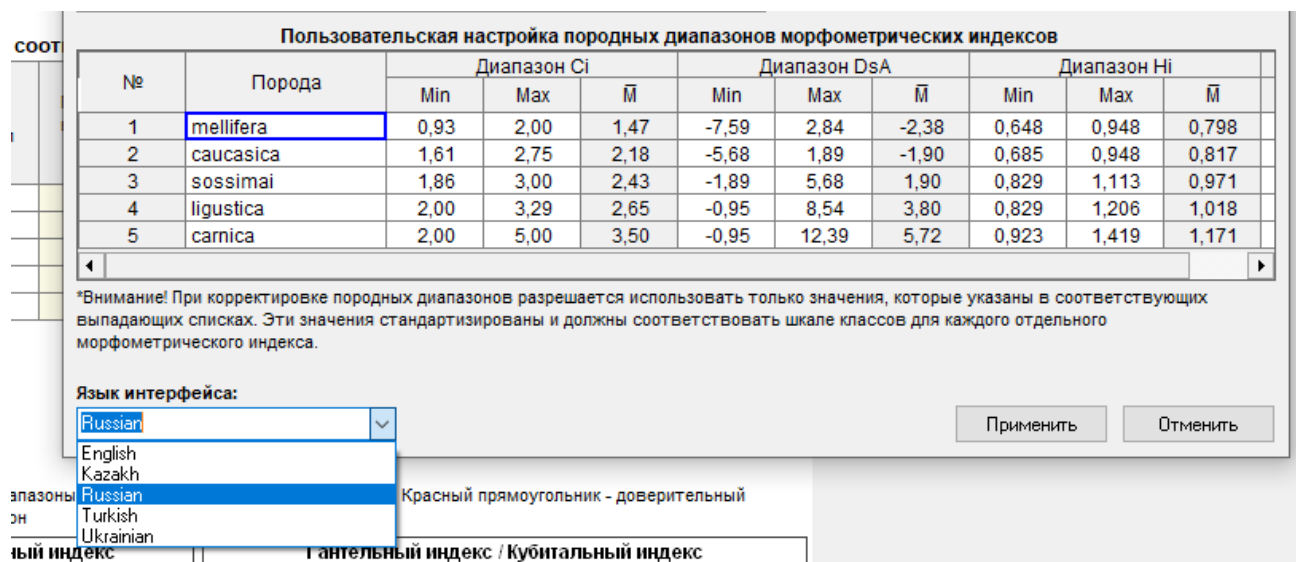 соот
Пользовательская настройка породных диапазонов морфометрических индексов
№ Порода Диапазон Ci Диапазон DsA Диапазон Hi
Min Max M̅ Min Max M̅ Min Max M̅
1 mellifera 0,93 2,00 1,47 -7,59 2,84 -2,38 0,648 0,948 0,798
2 caucasica 1,61 2,75 2,18 -5,68 1,89 -1,90 0,685 0,948 0,817
3 sossimai 1,86 3,00 2,43 -1,89 5,68 1,90 0,829 1,113 0,971
4 ligustica 2,00 3,29 2,65 -0,95 8,54 3,80 0,829 1,206 1,018
5 carnica 2,00 5,00 3,50 -0,95 12,39 5,72 0,923 1,419 1,171
*Внимание! При корректировке породных диапазонов разрешается использовать только значения, которые указаны в соответствующих
выпадающих списках. Эти значения стандартизированы и должны соответствовать шкале классов для каждого отдельного
морфометрического индекса.
Язык интерфейса:
Russian
Применить Отменить
English
Kazakh
Russian
Turkish
Ukrainian
апазоны Красный прямоугольник - доверительный
он
ный индекс Гантельный индекс / Кубитальный индекс